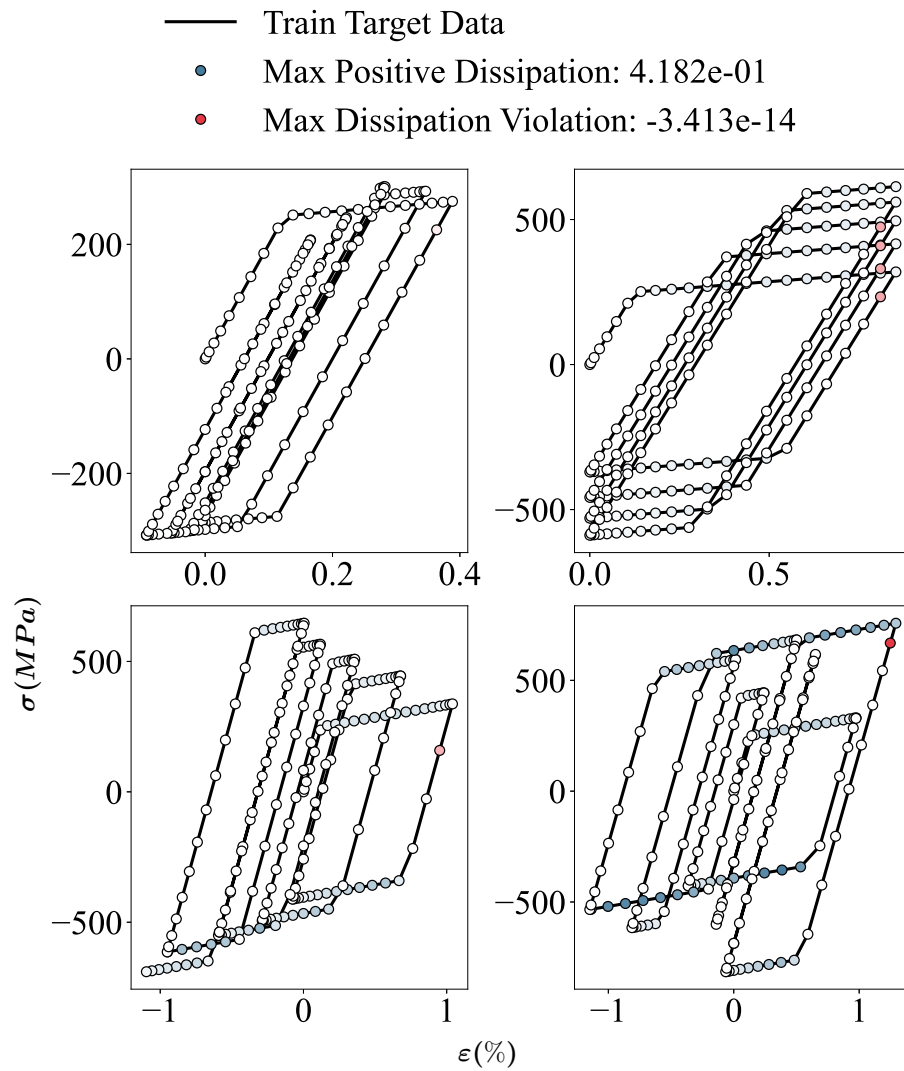 Train Target Data
Max Positive Dissipation: 4.182e-01
Max Dissipation Violation: -3.413e-14
200
0
−200
0.0 0.2 0.4
500
0
−500
0.0 0.5
σ(MPa)
500
0
−500
−1 0 1
500
0
−500
−1 0 1
ε(%)